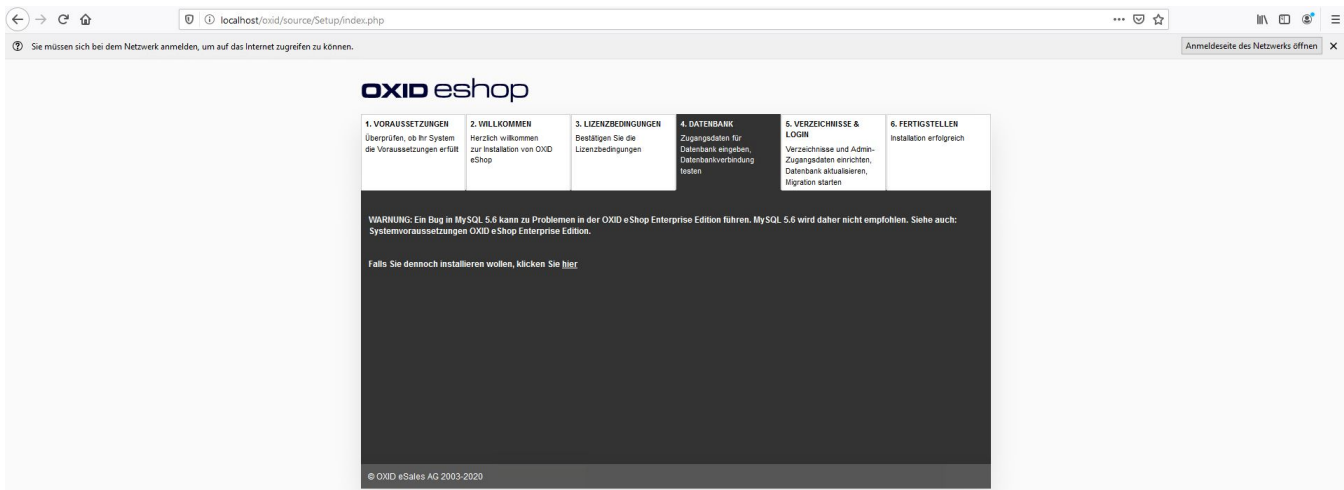 localhost/oxid/source/Setup/index.php
Sie müssen sich bei dem Netzwerk anmelden, um auf das Internet zugreifen zu können.
Anmeldeseite des Netzwerks öffnen
OXID eshop
1. VORAUSSETZUNGEN
Überprüfen, ob Ihr System
die Voraussetzungen erfüllt
2. WILLKOMMEN
Herzlich willkommen
zur Installation von OXID
eShop
3. LIZENZBEDINGUNGEN
Bestätigen Sie die
Lizenzbedingungen
4. DATENBANK
Zugangsdaten für
Datenbank eingeben,
Datenbankverbindung
testen
5. VERZEICHNISSE &
LOGIN
Verzeichnisse und Admin-
Zugangsdaten einrichten,
Datenbank aktualisieren,
Migration starten
6. FERTIGSTELLEN
Installation erfolgreich
WARNUNG: Ein Bug in MySQL 5.6 kann zu Problemen in der OXID eShop Enterprise Edition führen. MySQL 5.6 wird daher nicht empfohlen. Siehe auch:
Systemvoraussetzungen OXID eShop Enterprise Edition.
Falls Sie dennoch installieren wollen, klicken Sie hier
© OXID eSales AG 2003-2020